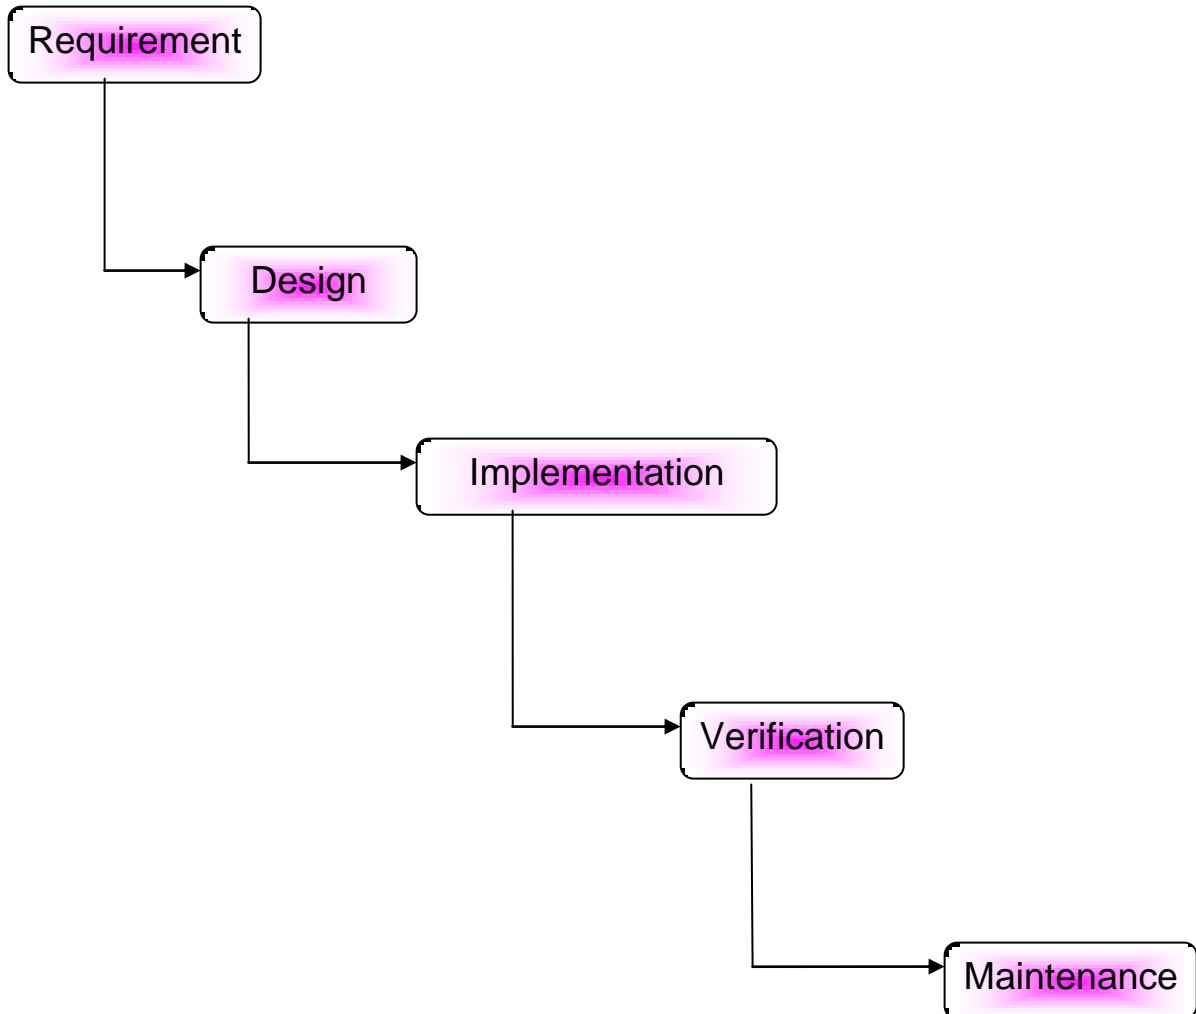 Requirement
Design
Implementation
Verification
Maintenance